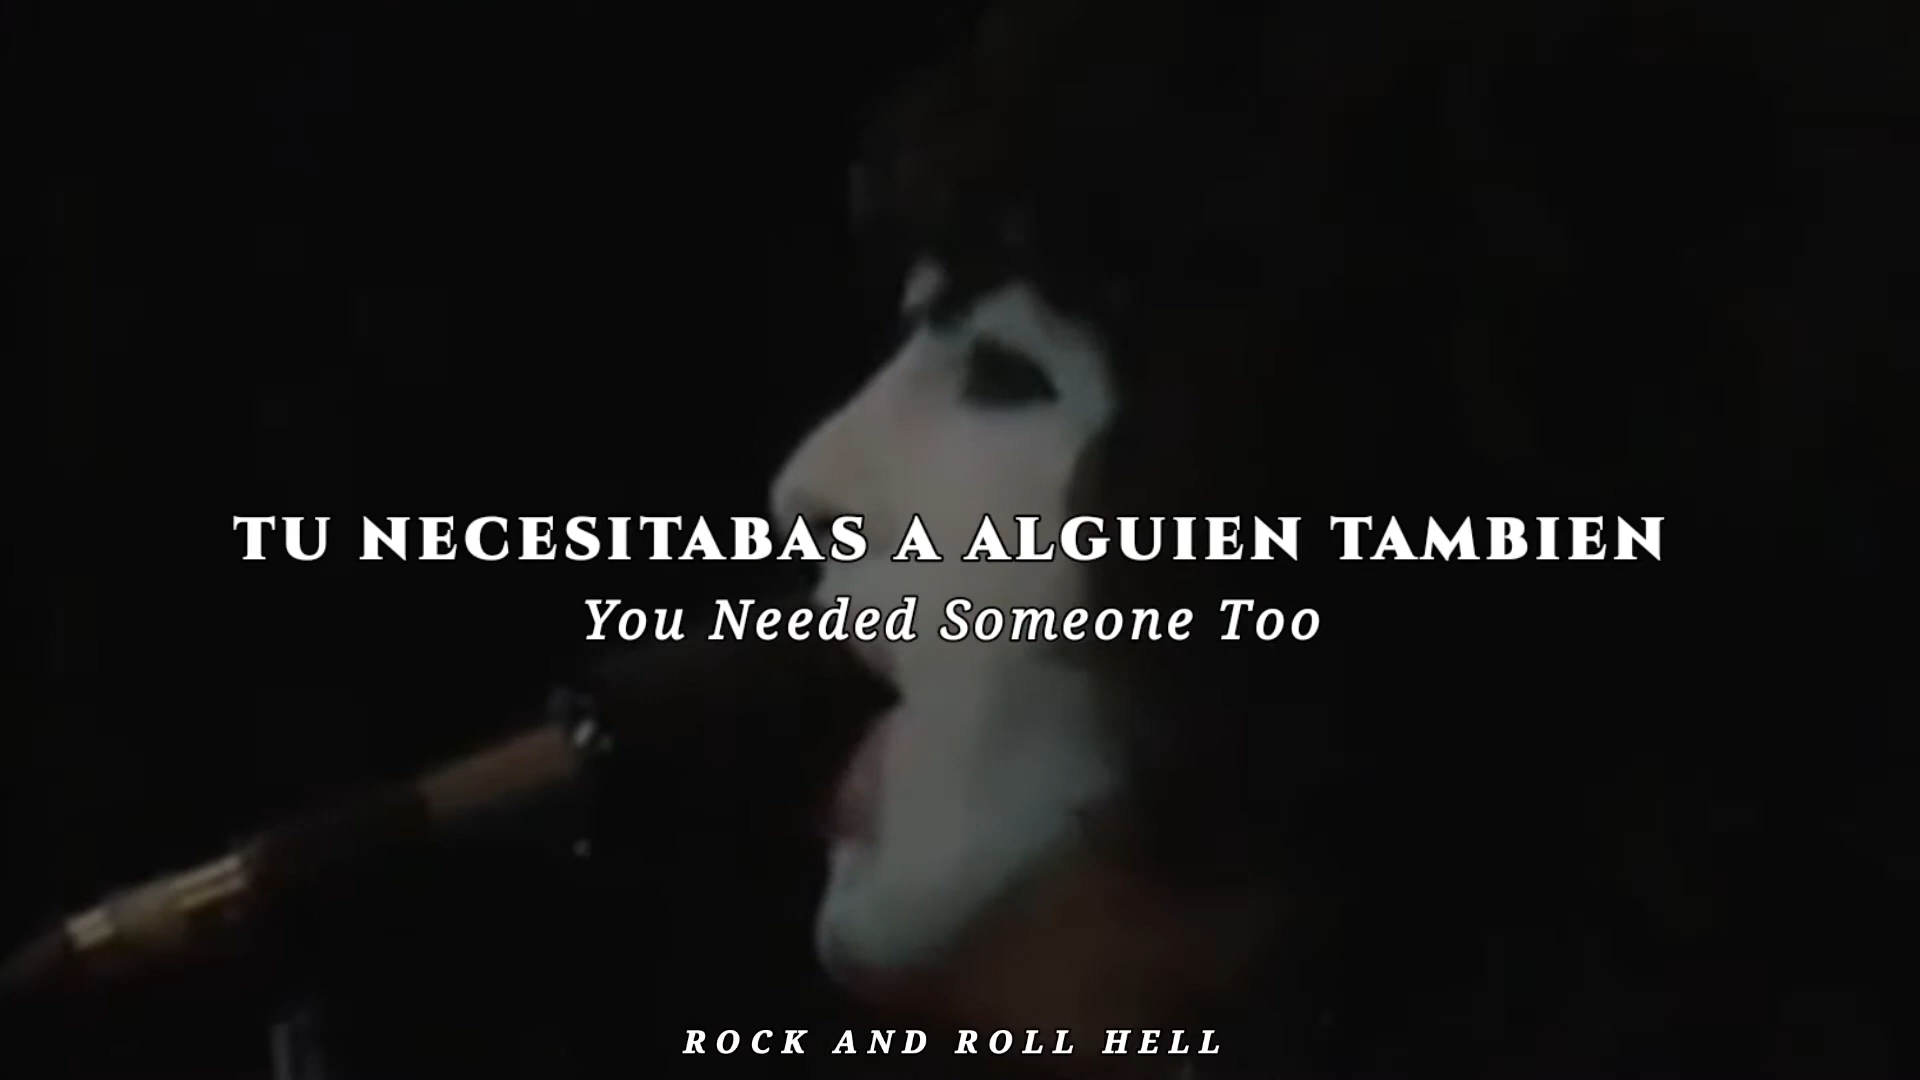 TU NECESITABAS A ALGUIEN TAMBIEN
You Needed Someone Too
ROCK AND ROLL HELL